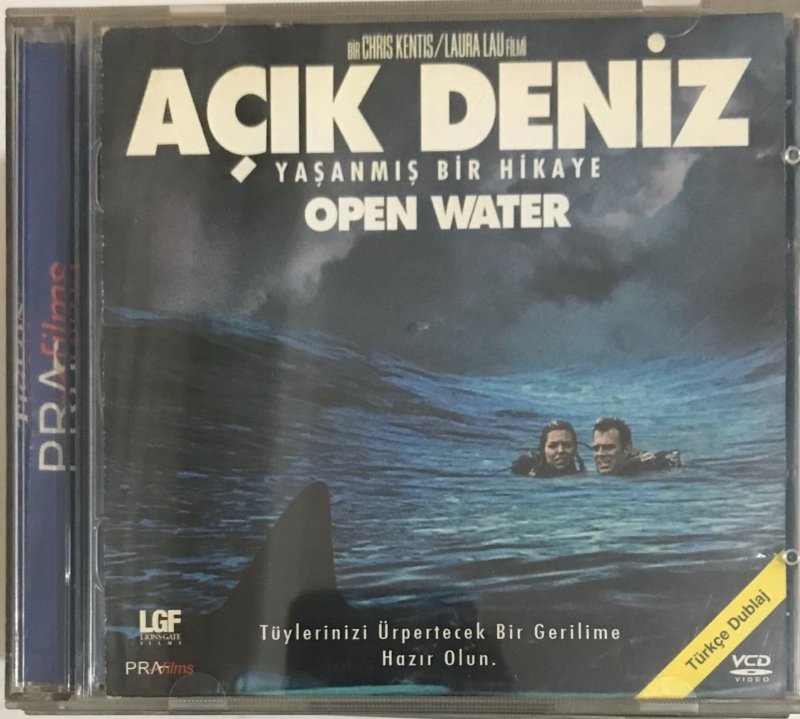 BİR CHRIS KENTIS/LAURA LAU FİLMİ
AÇIK DENİZ
YAŞANMIŞ BİR HİKAYE
OPEN WATER
PRAfilms
LGF
LIONS GATE
FILMS
PRAfilms
Tüylerinizi Ürpertecek Bir Gerilime
Hazır Olun.
Türkçe Dublaj
VCD
VIDEO